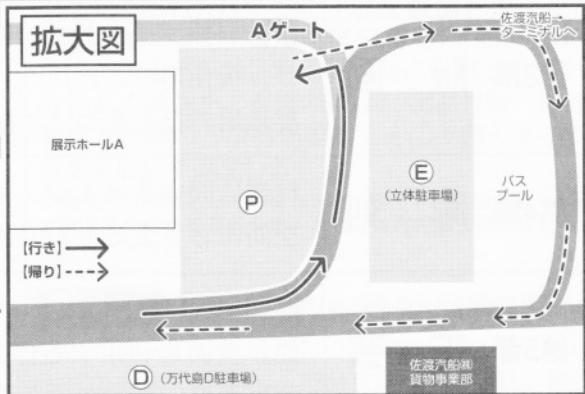 拡大図
Aゲート
佐渡汽船
ターミナルへ
展示ホールA
P
E
(立体駐車場)
バス
プール
【行き】
【帰り】
D (万代島D駐車場)
佐渡汽船㈱
貨物事業部